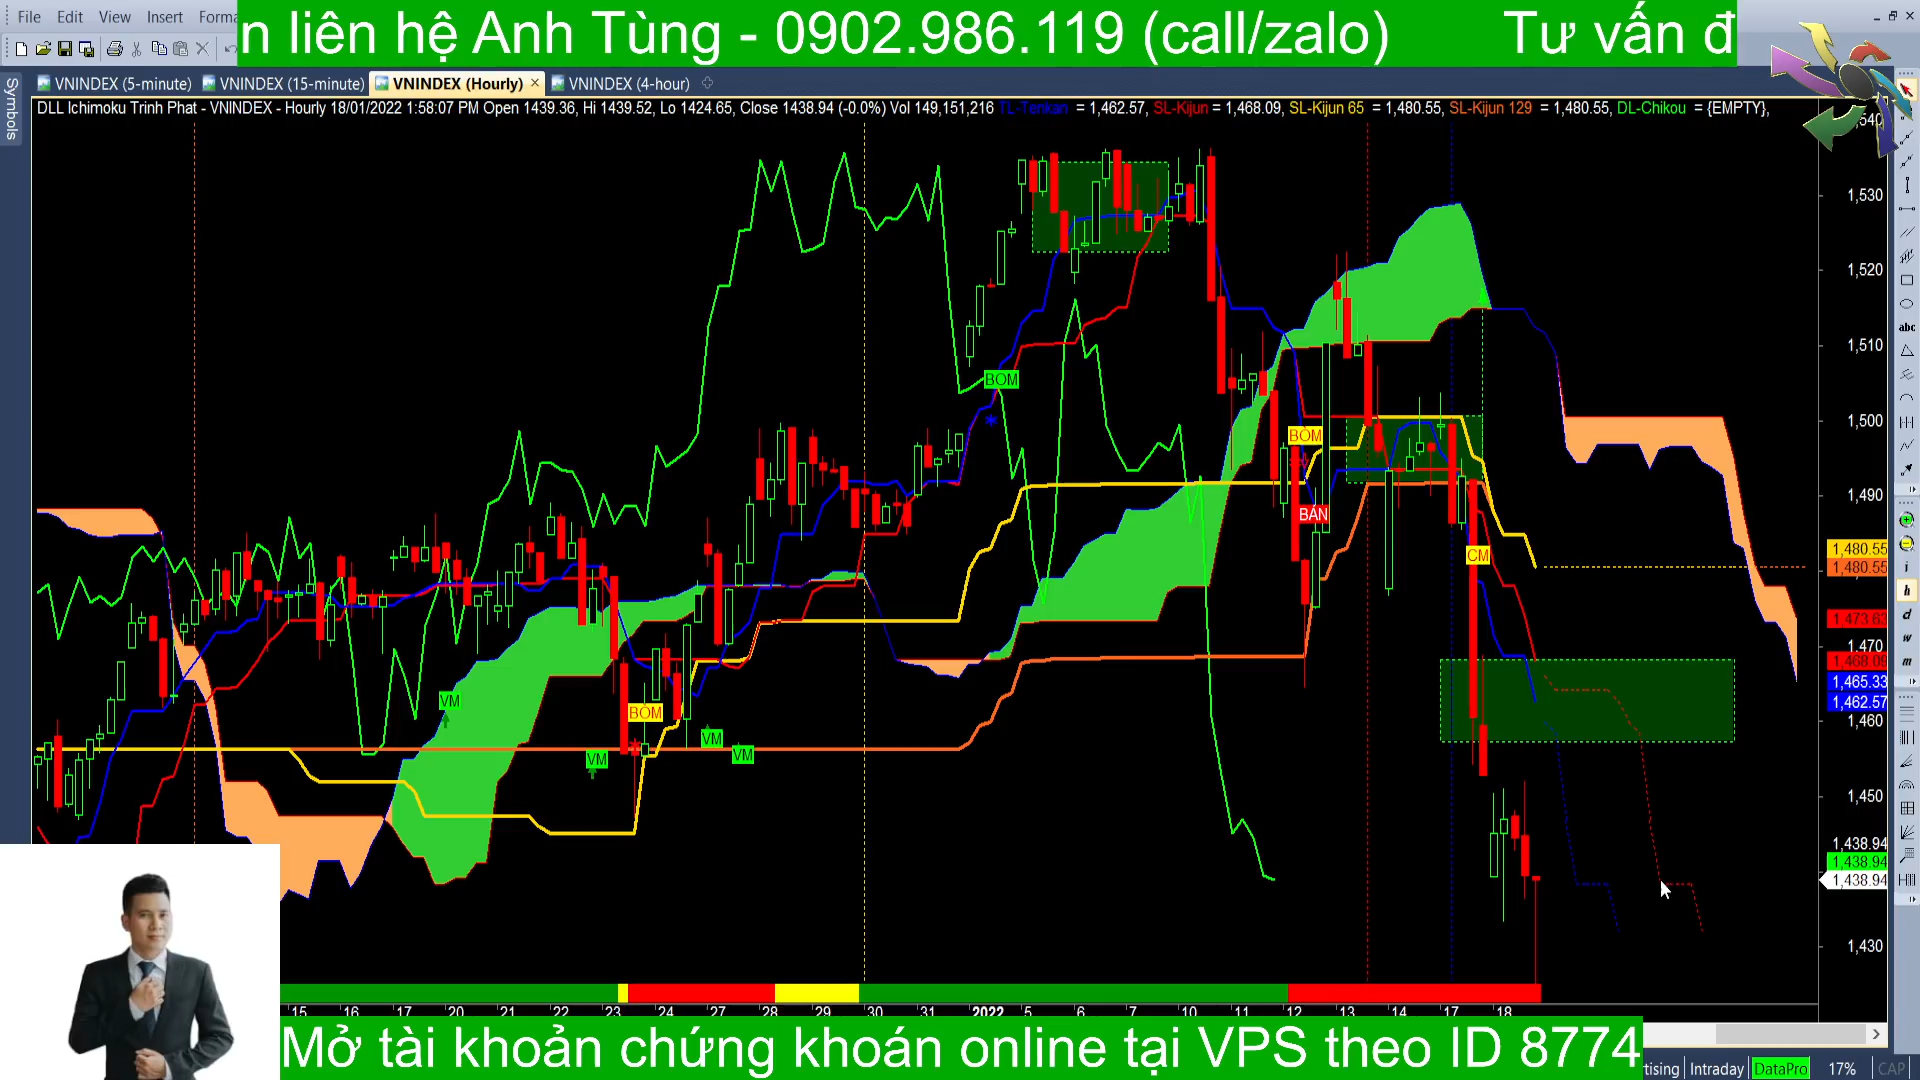 File Edit View Insert Forma
n liên hệ Anh Tùng - 0902.986.119 (call/zalo) Tư vấn đ
VNINDEX (5-minute) VNINDEX (15-minute) VNINDEX (Hourly) VNINDEX (4-hour)
Symbols
DLL Ichimoku Trinh Phat - VNINDEX - Hourly 18/01/2022 1:58:07 PM Open 1439.36, Hi 1439.52, Lo 1424.65, Close 1438.94 (-0.0%) Vol 149,151,216 TL-Tenkan = 1,462.57, SL-Kijun = 1,468.09, SL-Kijun 65 = 1,480.55, SL-Kijun 129 = 1,480.55, DL-Chikou = {EMPTY},
1,530
1,520
1,510
1,500
1,490
1,480.55
1,480.55
1,473.63
1,470
1,468.09
1,465.33
1,462.57
1,460
1,450
1,438.94
1,438.94
1,438.94
1,430
BOM
BOM
BÁN
CM
VM
BOM
VM
VM
VM
abc
i
h
d
w
m
15 16 17 20 21 22 23 24 27 28 29 30 31 2022 5 6 7 10 11 12 13 14 17 18
Mở tài khoản chứng khoán online tại VPS theo ID 8774
rtising Intraday DataPro 17% CAP